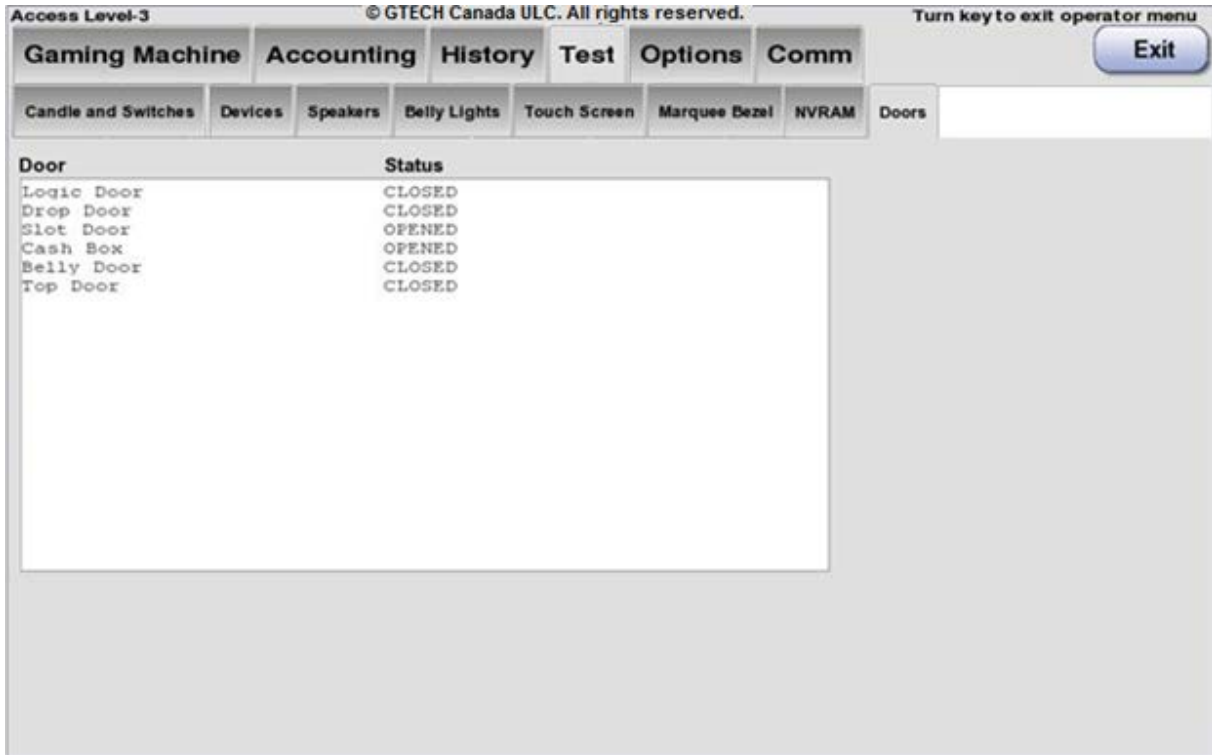 Access Level-3 © GTECH Canada ULC. All rights reserved. Turn key to exit operator menu
Gaming Machine Accounting History Test Options Comm Exit
Candle and Switches Devices Speakers Belly Lights Touch Screen Marquee Bezel NVRAM Doors
Door Status
Logic Door CLOSED
Drop Door CLOSED
Slot Door OPENED
Cash Box OPENED
Belly Door CLOSED
Top Door CLOSED